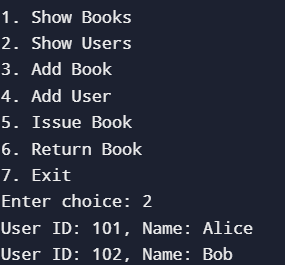 1. Show Books
2. Show Users
3. Add Book
4. Add User
5. Issue Book
6. Return Book
7. Exit
Enter choice: 2
User ID: 101, Name: Alice
User ID: 102, Name: Bob